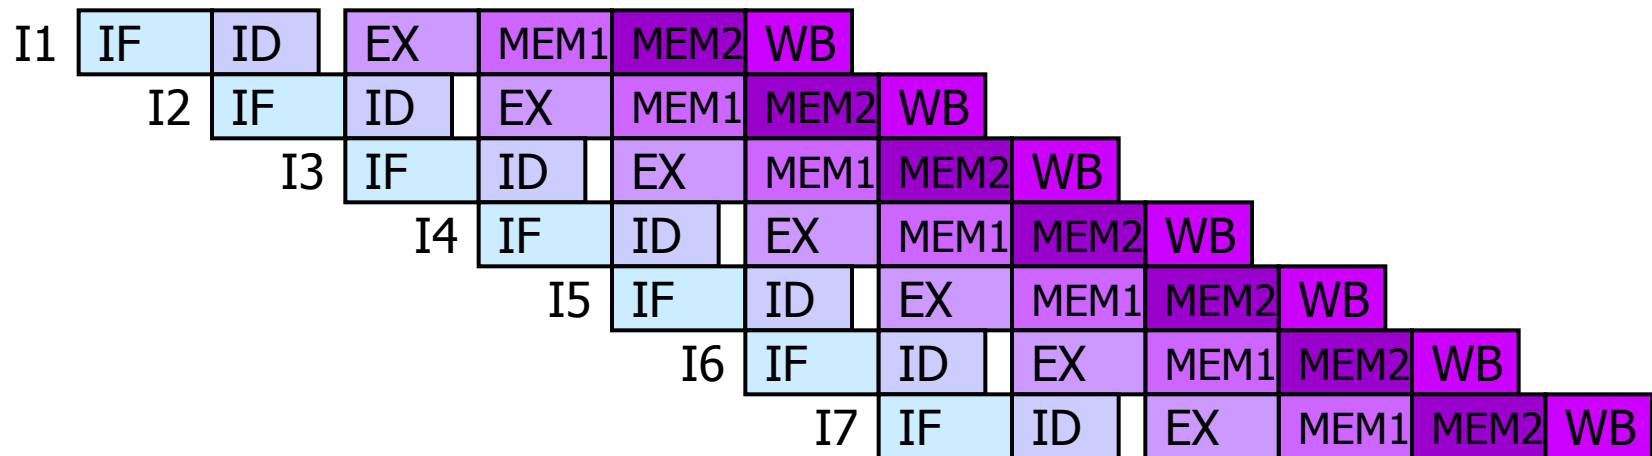 I1 IF ID EX MEM1 MEM2 WB
I2 IF ID EX MEM1 MEM2 WB
I3 IF ID EX MEM1 MEM2 WB
I4 IF ID EX MEM1 MEM2 WB
I5 IF ID EX MEM1 MEM2 WB
I6 IF ID EX MEM1 MEM2 WB
I7 IF ID EX MEM1 MEM2 WB